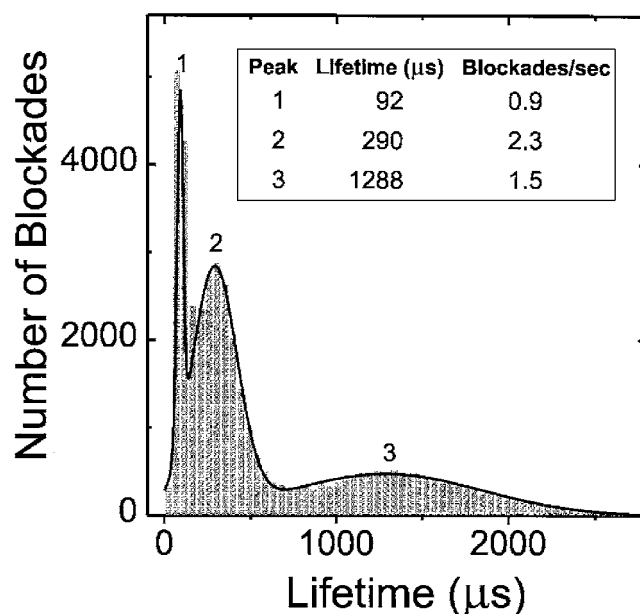 Number of Blockades
4000
2000
0
1
2
3
Peak Lifetime (μs) Blockades/sec
1 92 0.9
2 290 2.3
3 1288 1.5
0 1000 2000
Lifetime (μs)